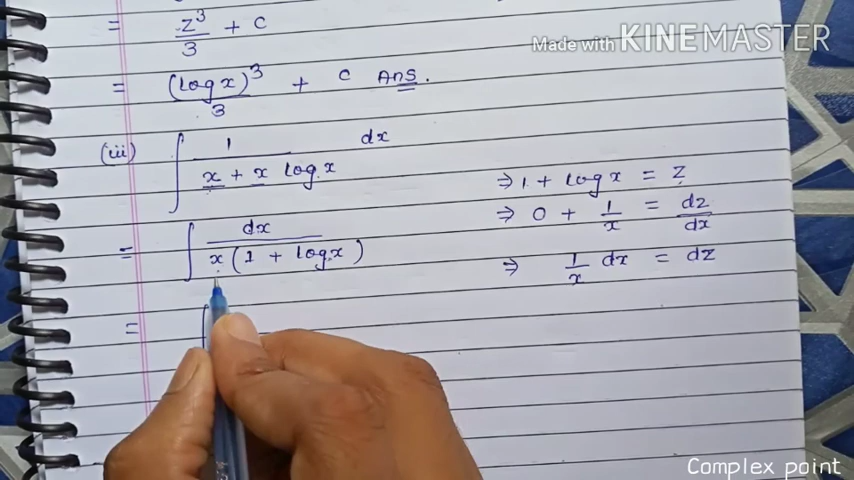 = z³/3 + c
Made with KINEMASTER
= (log x)³/3 + c Ans.
(iii) ∫ 1/(x + x log x) dx
⇒ 1 + log x = z
= ∫ dx/(x(1 + log x))
⇒ 0 + 1/x = dz/dx
⇒ 1/x dx = dz
= ∫
Complex point